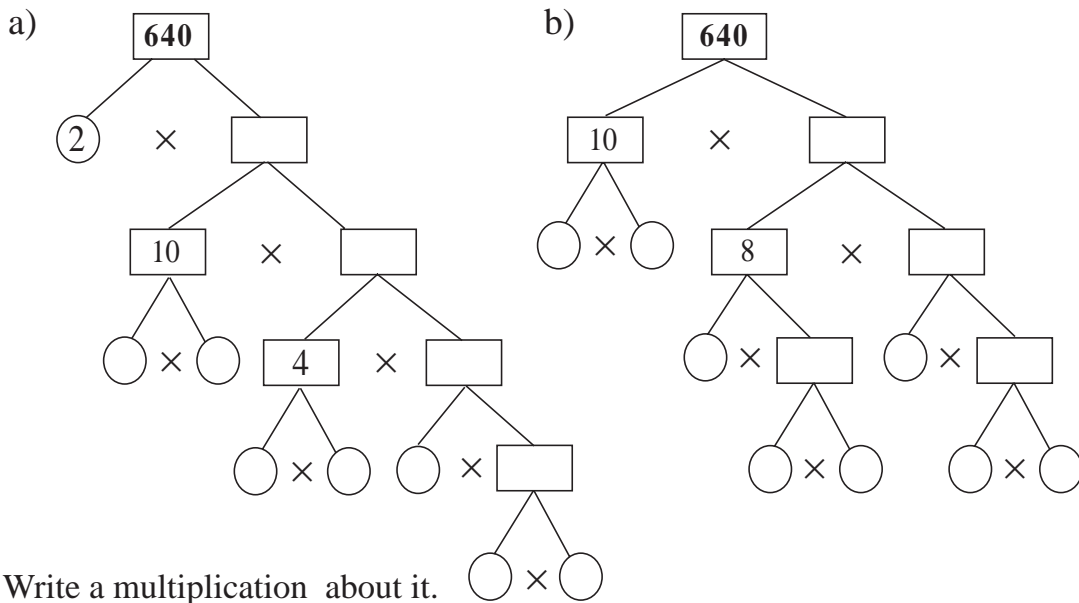 a) 640 b) 640
2 × 10 ×
10 × × 8 ×
× 4 × × ×
× × × ×
Write a multiplication about it. ×